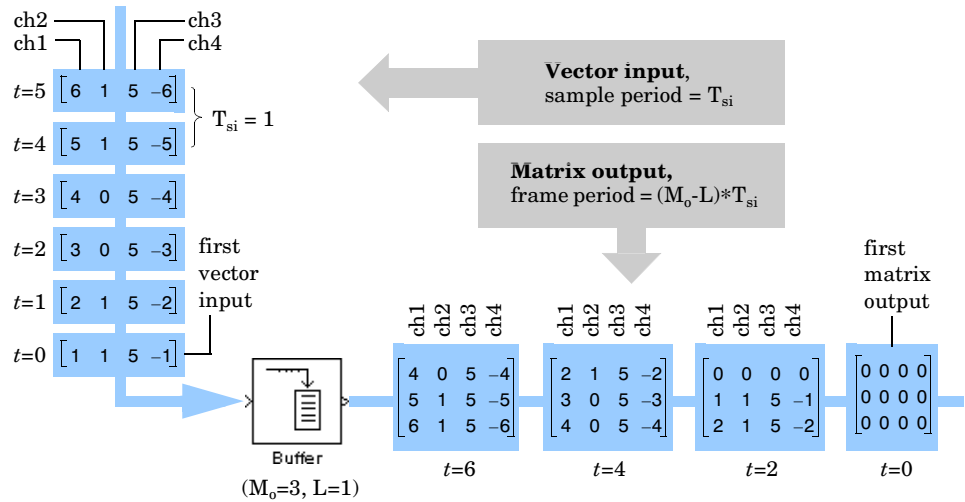 ch2
ch3
ch1
ch4
t=5 [6 1 5 −6]
T_si = 1
t=4 [5 1 5 −5]
t=3 [4 0 5 −4]
t=2 [3 0 5 −3]
t=1 [2 1 5 −2]
t=0 [1 1 5 −1]
first
vector
input
Vector input,
sample period = T_si
Matrix output,
frame period = (M_o-L)*T_si
first
matrix
output
ch1 ch2 ch3 ch4
ch1 ch2 ch3 ch4
ch1 ch2 ch3 ch4
4 0 5 −4
5 1 5 −5
6 1 5 −6
t=6
2 1 5 −2
3 0 5 −3
4 0 5 −4
t=4
0 0 0 0
1 1 5 −1
2 1 5 −2
t=2
0 0 0 0
0 0 0 0
0 0 0 0
t=0
Buffer
(M_o=3, L=1)